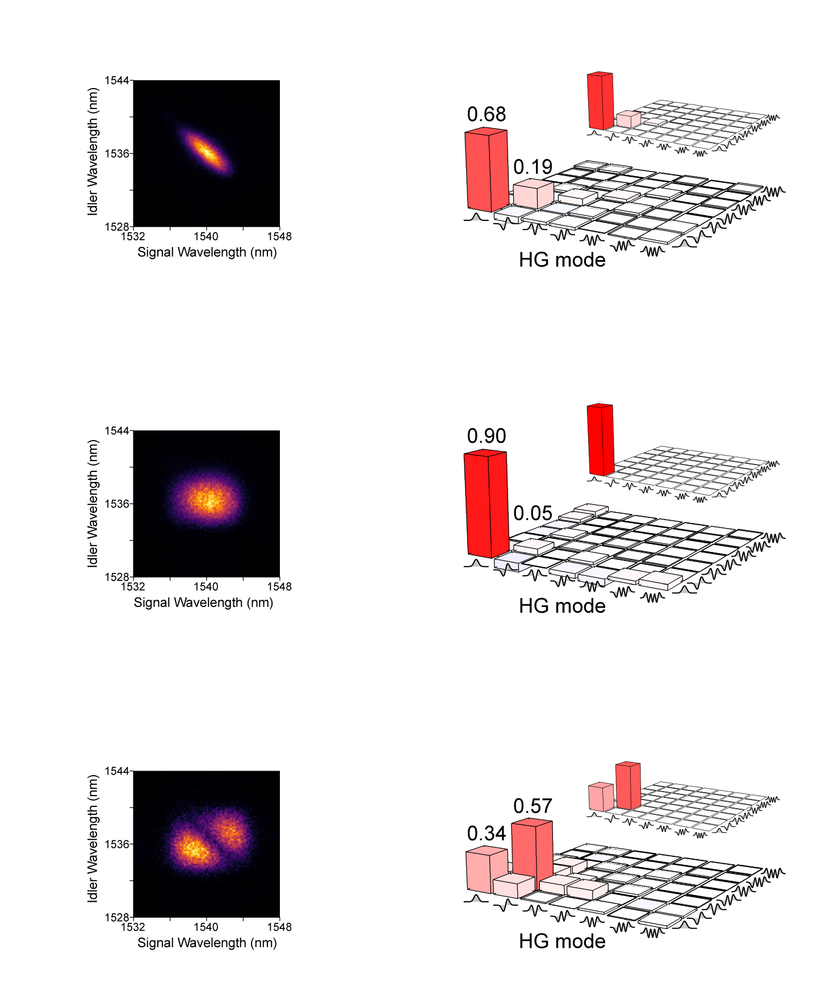 1544
1536
1528
Idler Wavelength (nm)
1532 1540 1548
Signal Wavelength (nm)
0.68
0.19
HG mode
1544
1536
1528
Idler Wavelength (nm)
1532 1540 1548
Signal Wavelength (nm)
0.90
0.05
HG mode
1544
1536
1528
Idler Wavelength (nm)
1532 1540 1548
Signal Wavelength (nm)
0.57
0.34
HG mode